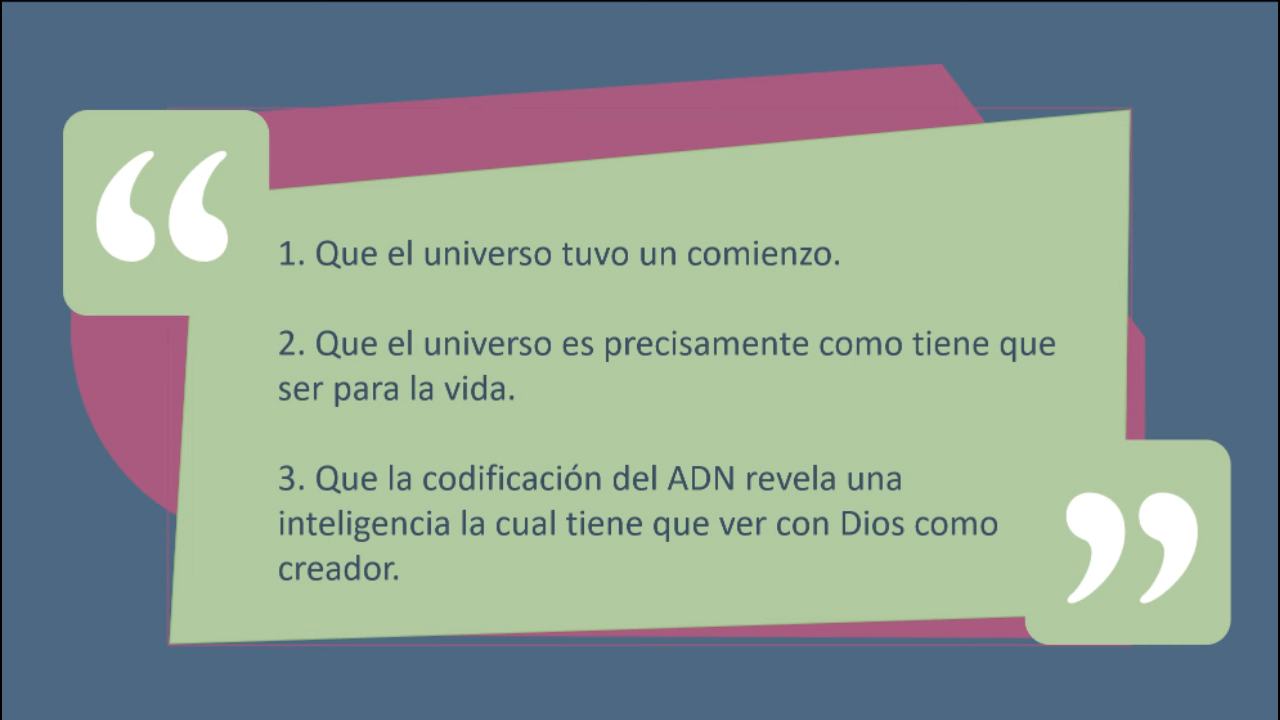 “
1. Que el universo tuvo un comienzo.
2. Que el universo es precisamente como tiene que
ser para la vida.
3. Que la codificación del ADN revela una
inteligencia la cual tiene que ver con Dios como
creador.
”